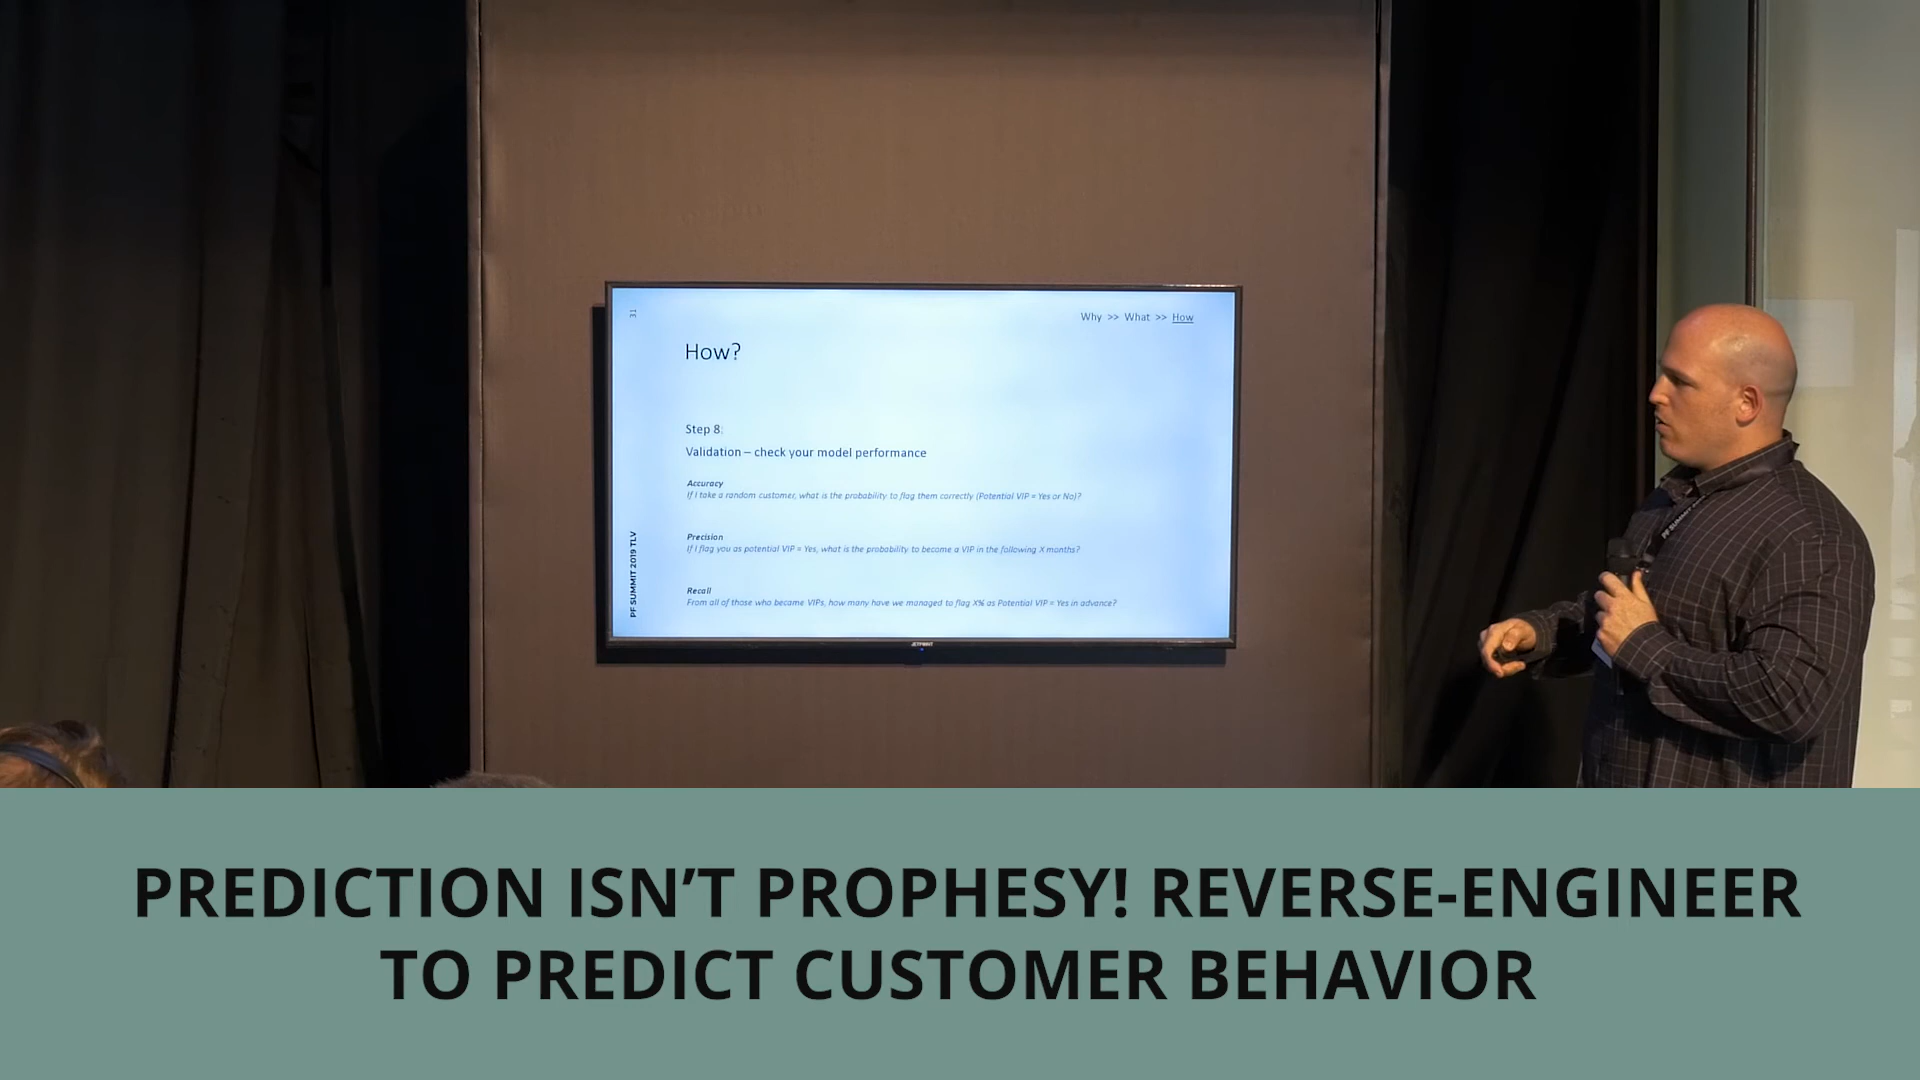 31
Why >> What >> How
How?
Step 8:
Validation – check your model performance
Accuracy
If I take a random customer, what is the probability to flag them correctly (Potential VIP = Yes or No)?
Precision
If I flag you as potential VIP = Yes, what is the probability to become a VIP in the following X months?
Recall
From all of those who became VIPs, how many have we managed to flag X% as Potential VIP = Yes in advance?
PF SUMMIT 2019 TLV
PF SUMMIT
PREDICTION ISN’T PROPHESY! REVERSE-ENGINEER
TO PREDICT CUSTOMER BEHAVIOR